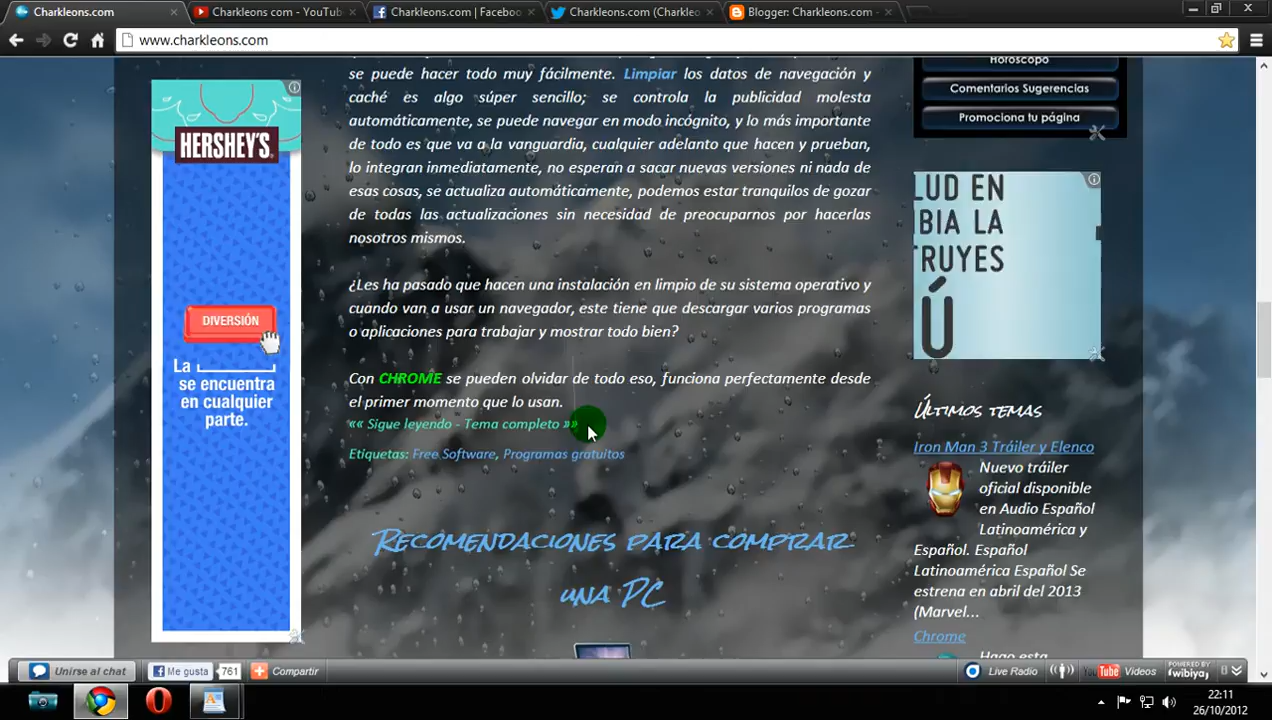 Charkleons.com
Charkleons com - YouTub
Charkleons.com | Faceboo
Charkleons.com (Charkleo
Blogger: Charkleons.com -
www.charkleons.com
HERSHEY'S
DIVERSIÓN
La
se encuentra
en cualquier
parte.
se puede hacer todo muy fácilmente. Limpiar los datos de navegación y
caché es algo súper sencillo; se controla la publicidad molesta
automáticamente, se puede navegar en modo incógnito, y lo más importante
de todo es que va a la vanguardia, cualquier adelanto que hacen y prueban,
lo integran inmediatamente, no esperan a sacar nuevas versiones ni nada de
esas cosas, se actualiza automáticamente, podemos estar tranquilos de gozar
de todas las actualizaciones sin necesidad de preocuparnos por hacerlas
nosotros mismos.
¿Les ha pasado que hacen una instalación en limpio de su sistema operativo y
cuando van a usar un navegador, este tiene que descargar varios programas
o aplicaciones para trabajar y mostrar todo bien?
Con CHROME se pueden olvidar de todo eso, funciona perfectamente desde
el primer momento que lo usan.
«« Sigue leyendo - Tema completo »»
Etiquetas: Free Software, Programas gratuitos
Recomendaciones para comprar
una PC
Horóscopo
Comentarios Sugerencias
Promociona tu página
LUD EN
BIA LA
TRUYES
Ú
Últimos temas
Iron Man 3 Tráiler y Elenco
Nuevo tráiler
oficial disponible
en Audio Español
Latinoamérica y
Español. Español
Latinoamérica Español Se
estrena en abril del 2013
(Marvel...
Chrome
Hago esta
Unirse al chat
Me gusta
761
Compartir
Live Radio
YouTube Videos
POWERED BY
wibiya
22:11
26/10/2012